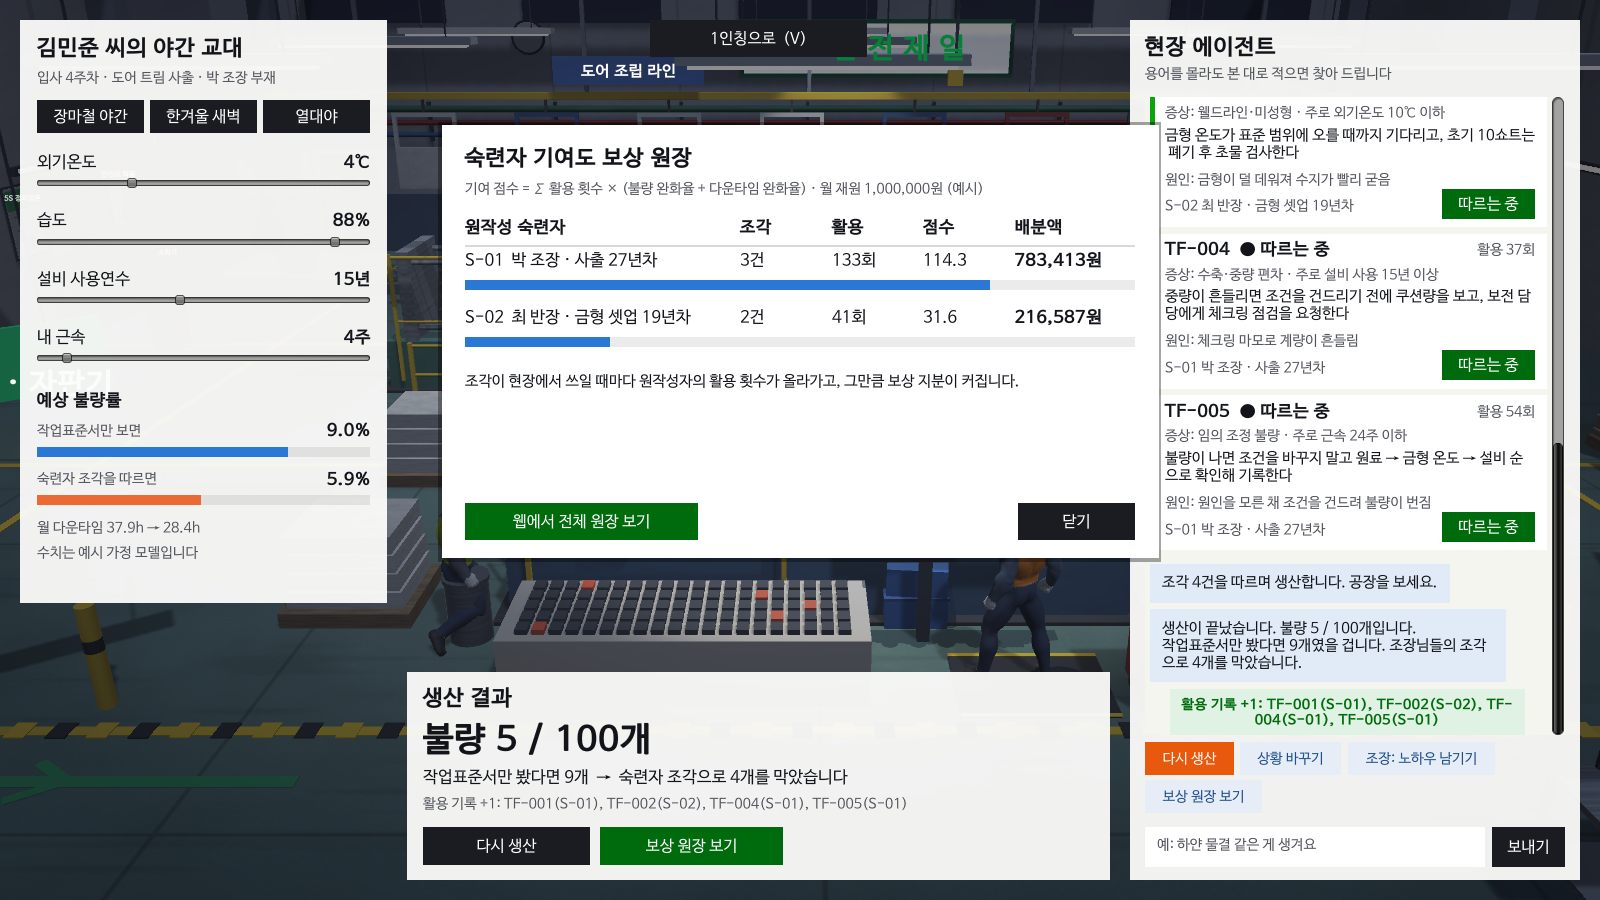 김민준 씨의 야간 교대
입사 4주차 · 도어 트림 사출 · 박 조장 부재
장마철 야간
한겨울 새벽
열대야
외기온도 4℃
습도 88%
설비 사용연수 15년
내 근속 4주
자판기
예상 불량률
작업표준서만 보면 9.0%
숙련자 조각을 따르면 5.9%
월 다운타임 37.9h → 28.4h
수치는 예시 가정 모델입니다
1인칭으로 (V)
전 제 일
도어 조립 라인
숙련자 기여도 보상 원장
기여 점수 = Σ 활용 횟수 × (불량 완화율 + 다운타임 완화율) · 월 재원 1,000,000원 (예시)
원작성 숙련자 조각 활용 점수 배분액
S-01 박 조장 · 사출 27년차 3건 133회 114.3 783,413원
S-02 최 반장 · 금형 셋업 19년차 2건 41회 31.6 216,587원
조각이 현장에서 쓰일 때마다 원작성자의 활용 횟수가 올라가고, 그만큼 보상 지분이 커집니다.
웹에서 전체 원장 보기
닫기
생산 결과
불량 5 / 100개
작업표준서만 봤다면 9개 → 숙련자 조각으로 4개를 막았습니다
활용 기록 +1: TF-001(S-01), TF-002(S-02), TF-004(S-01), TF-005(S-01)
다시 생산
보상 원장 보기
현장 에이전트
용어를 몰라도 본 대로 적으면 찾아 드립니다
증상: 웰드라인·미성형 · 주로 외기온도 10℃ 이하
금형 온도가 표준 범위에 오를 때까지 기다리고, 초기 10쇼트는
폐기 후 초물 검사한다
원인: 금형이 덜 데워져 수지가 빨리 굳음
S-02 최 반장 · 금형 셋업 19년차
따르는 중
TF-004 ● 따르는 중 활용 37회
증상: 수축·중량 편차 · 주로 설비 사용 15년 이상
중량이 흔들리면 조건을 건드리기 전에 쿠션량을 보고, 보전 담
당에게 체크링 점검을 요청한다
원인: 체크링 마모로 계량이 흔들림
S-01 박 조장 · 사출 27년차
따르는 중
TF-005 ● 따르는 중 활용 54회
증상: 임의 조정 불량 · 주로 근속 24주 이하
불량이 나면 조건을 바꾸지 말고 원료 → 금형 온도 → 설비 순
으로 확인해 기록한다
원인: 원인을 모른 채 조건을 건드려 불량이 번짐
S-01 박 조장 · 사출 27년차
따르는 중
조각 4건을 따르며 생산합니다. 공장을 보세요.
생산이 끝났습니다. 불량 5 / 100개입니다.
작업표준서만 봤다면 9개였을 겁니다. 조장님들의 조각
으로 4개를 막았습니다.
활용 기록 +1: TF-001(S-01), TF-002(S-02), TF-
004(S-01), TF-005(S-01)
다시 생산
상황 바꾸기
조장: 노하우 남기기
보상 원장 보기
예: 하얀 물결 같은 게 생겨요
보내기